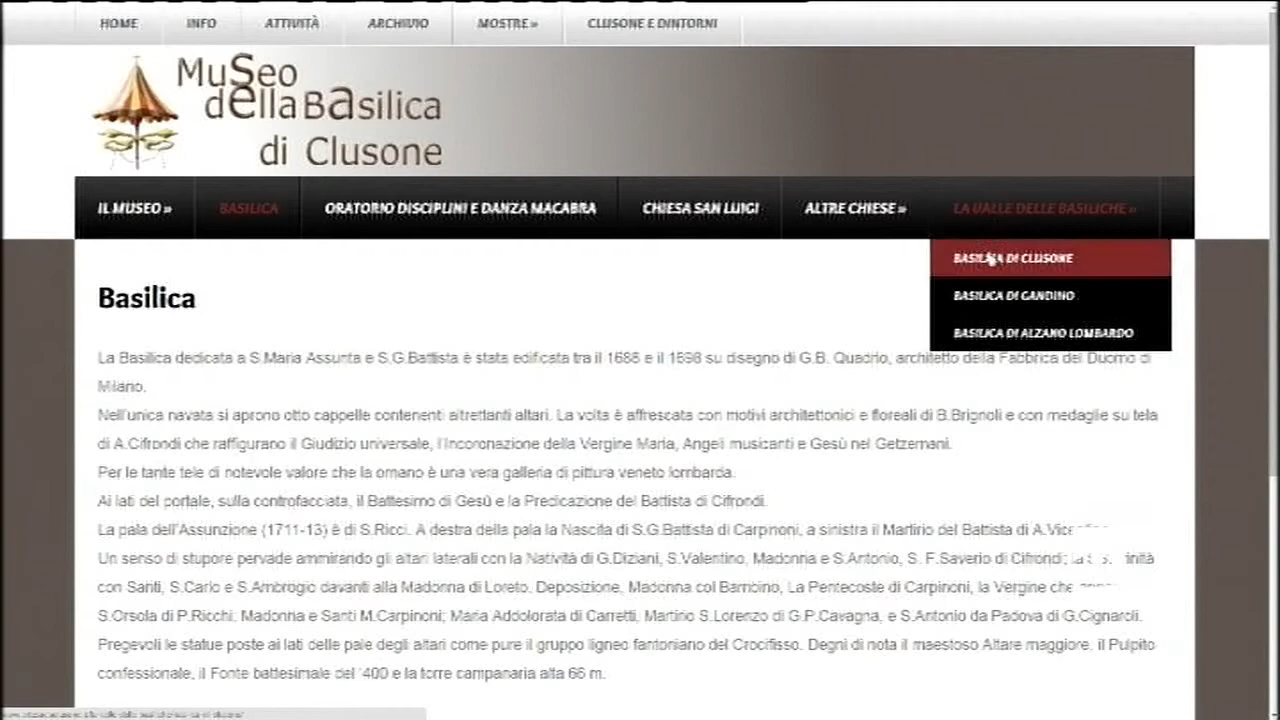 HOME INFO ATTIVITÀ ARCHIVIO MOSTRE » CLUSONE E DINTORNI
MuSeo
dellaBasilica
di Clusone
IL MUSEO » BASILICA ORATORIO DISCIPLINI E DANZA MACABRA CHIESA SAN LUIGI ALTRE CHIESE » LA VALLE DELLE BASILICHE »
BASILICA DI CLUSONE
BASILICA DI GANDINO
BASILICA DI ALZANO LOMBARDO
Basilica
La Basilica dedicata a S.Maria Assunta e S.G.Battista è stata edificata tra il 1688 e il 1698 su disegno di G.B. Quadrio, architetto della Fabbrica del Duomo di
Milano.
Nell'unica navata si aprono otto cappelle contenenti altrettanti altari. La volta è affrescata con motivi architettonici e floreali di B.Brignoli e con medaglie su tela
di A.Cifrondi che raffigurano il Giudizio universale, l'Incoronazione della Vergine Maria, Angeli musicanti e Gesù nel Getzemani.
Per le tante tele di notevole valore che la ornano è una vera galleria di pittura veneto lombarda.
Ai lati del portale, sulla controfacciata, il Battesimo di Gesù e la Predicazione del Battista di Cifrondi.
La pala dell'Assunzione (1711-13) è di S.Ricci. A destra della pala la Nascita di S.G.Battista di Carpinoni, a sinistra il Martirio del Battista di
Un senso di stupore pervade ammirando gli altari laterali con la Natività di G.Diziani, S.Valentino, Madonna e S.Antonio, S. F.Saverio di Cifrondi;
con Santi, S.Carlo e S.Ambrogio davanti alla Madonna di Loreto, Deposizione, Madonna col Bambino, La Pentecoste di Carpinoni, la Vergine che
S.Orsola di P.Ricchi, Madonna e Santi M.Carpinoni; Maria Addolorata di Carretti, Martirio S.Lorenzo di G.P.Cavagna, e S.Antonio da Padova di G.Cignaroli.
Pregevoli le statue poste ai lati delle pale degli altari come pure il gruppo ligneo fantoniano del Crocifisso. Degni di nota il maestoso Altare maggiore, il Pulpito
confessionale, il Fonte battesimale del '400 e la torre campanaria alta 66 m.